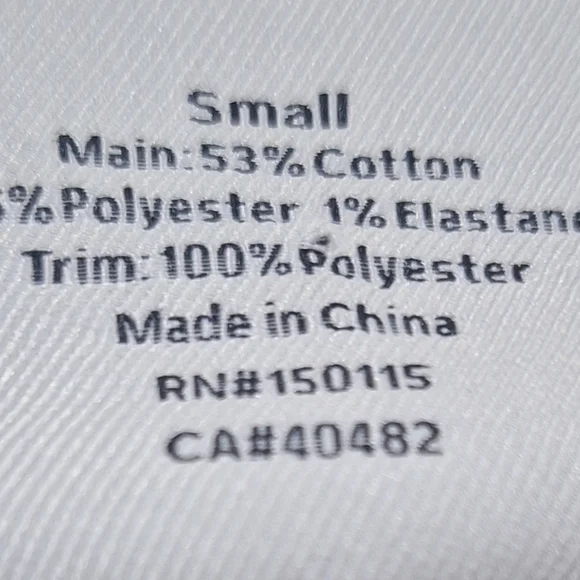 Small
Main:53%Cotton
%Polyester 1%Elastane
Trim:100%Polyester
Made in China
RN#150115
CA#40482